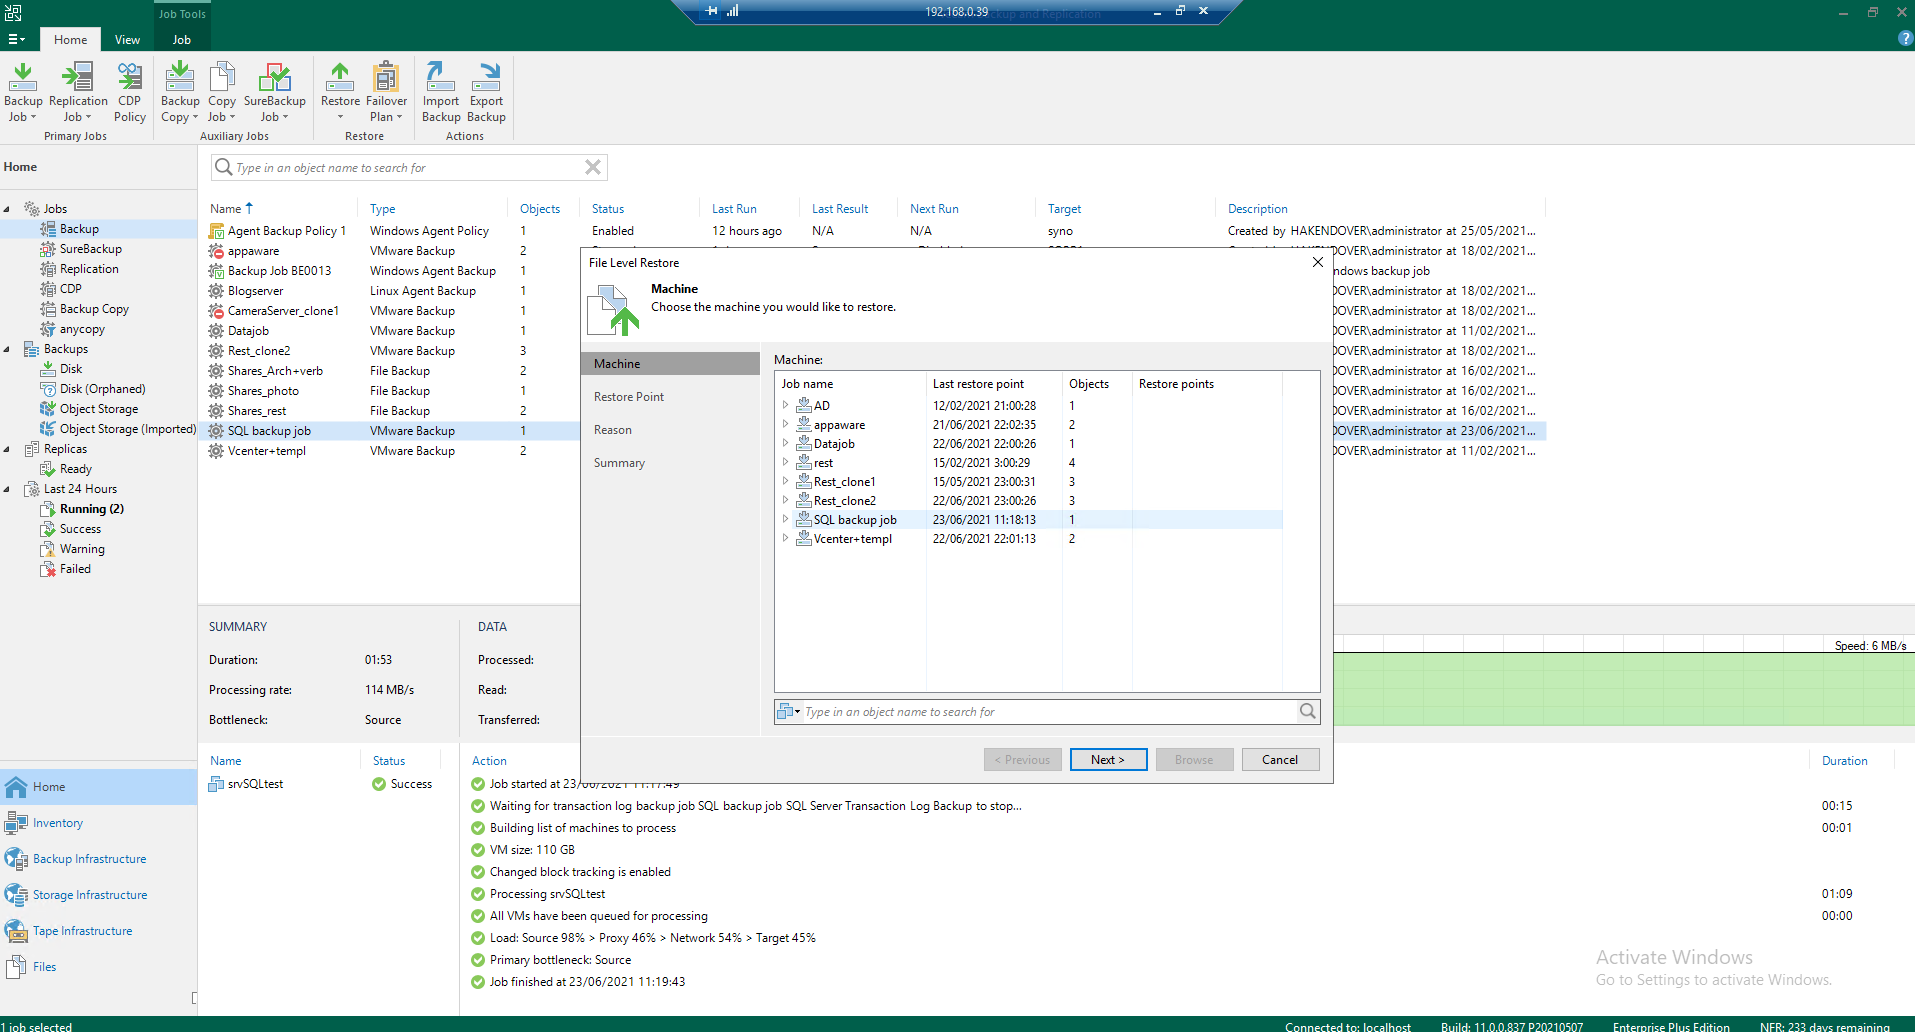 Job Tools
192.168.0.39
ckup and Replication
Home
View
Job
Backup Job
Replication Job
CDP Policy
Backup Copy
Copy Job
SureBackup Job
Restore
Failover Plan
Import Backup
Export Backup
Primary Jobs
Auxiliary Jobs
Restore
Actions
Home
Type in an object name to search for
Jobs
Backup
SureBackup
Replication
CDP
Backup Copy
anycopy
Backups
Disk
Disk (Orphaned)
Object Storage
Object Storage (Imported)
Replicas
Ready
Last 24 Hours
Running (2)
Success
Warning
Failed
Name Type Objects Status Last Run Last Result Next Run Target Description
Agent Backup Policy 1 Windows Agent Policy 1 Enabled 12 hours ago N/A N/A syno Created by HAKENDOVER\administrator at 25/05/2021...
appaware VMware Backup 2 DOVER\administrator at 18/02/2021...
Backup Job BE0013 Windows Agent Backup 1 ndows backup job
Blogserver Linux Agent Backup 1 DOVER\administrator at 18/02/2021...
CameraServer_clone1 VMware Backup 1 DOVER\administrator at 18/02/2021...
Datajob VMware Backup 1 DOVER\administrator at 11/02/2021...
Rest_clone2 VMware Backup 3 DOVER\administrator at 18/02/2021...
Shares_Arch+verb File Backup 2 DOVER\administrator at 16/02/2021...
Shares_photo File Backup 1 DOVER\administrator at 16/02/2021...
Shares_rest File Backup 2 DOVER\administrator at 16/02/2021...
SQL backup job VMware Backup 1 DOVER\administrator at 23/06/2021...
Vcenter+templ VMware Backup 2 DOVER\administrator at 11/02/2021...
File Level Restore
Machine
Choose the machine you would like to restore.
Machine
Restore Point
Reason
Summary
Machine:
Job name Last restore point Objects Restore points
AD 12/02/2021 21:00:28 1
appaware 21/06/2021 22:02:35 2
Datajob 22/06/2021 22:00:26 1
rest 15/02/2021 3:00:29 4
Rest_clone1 15/05/2021 23:00:31 3
Rest_clone2 22/06/2021 23:00:26 3
SQL backup job 23/06/2021 11:18:13 1
Vcenter+templ 22/06/2021 22:01:13 2
Type in an object name to search for
< Previous
Next >
Browse
Cancel
SUMMARY
Duration: 01:53
Processing rate: 114 MB/s
Bottleneck: Source
DATA
Processed:
Read:
Transferred:
Speed: 6 MB/s
Name Status
srvSQLtest Success
Action Duration
Job started at 23/06/2021 11:17:49
Waiting for transaction log backup job SQL backup job SQL Server Transaction Log Backup to stop... 00:15
Building list of machines to process 00:01
VM size: 110 GB
Changed block tracking is enabled
Processing srvSQLtest 01:09
All VMs have been queued for processing 00:00
Load: Source 98% > Proxy 46% > Network 54% > Target 45%
Primary bottleneck: Source
Job finished at 23/06/2021 11:19:43
Home
Inventory
Backup Infrastructure
Storage Infrastructure
Tape Infrastructure
Files
Activate Windows
Go to Settings to activate Windows.
1 job selected
Connected to: localhost
Build: 11.0.0.837 P20210507
Enterprise Plus Edition
NFR: 233 days remaining